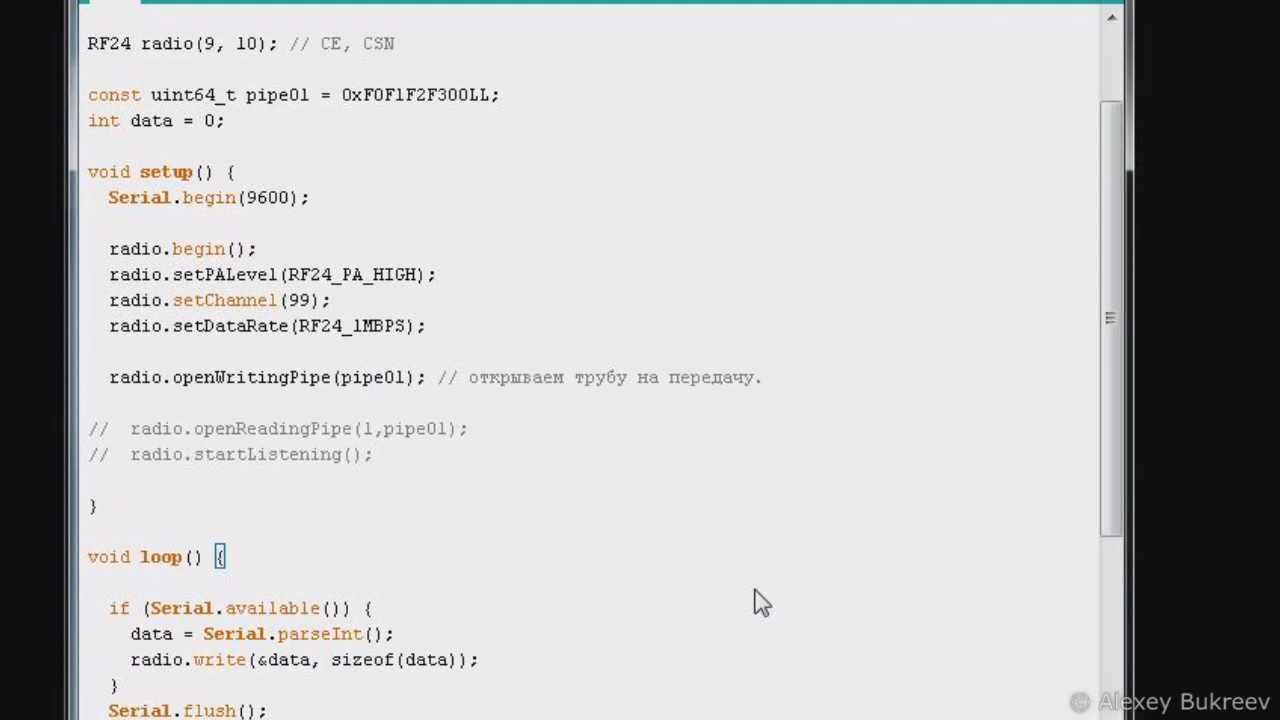 RF24 radio(9, 10); // CE, CSN
const uint64_t pipe01 = 0xF0F1F2F300LL;
int data = 0;
void setup() {
Serial.begin(9600);
radio.begin();
radio.setPALevel(RF24_PA_HIGH);
radio.setChannel(99);
radio.setDataRate(RF24_1MBPS);
radio.openWritingPipe(pipe01); // открываем трубу на передачу.
// radio.openReadingPipe(1,pipe01);
// radio.startListening();
}
void loop() {
if (Serial.available()) {
data = Serial.parseInt();
radio.write(&data, sizeof(data));
}
Serial.flush();
© Alexey Bukreev